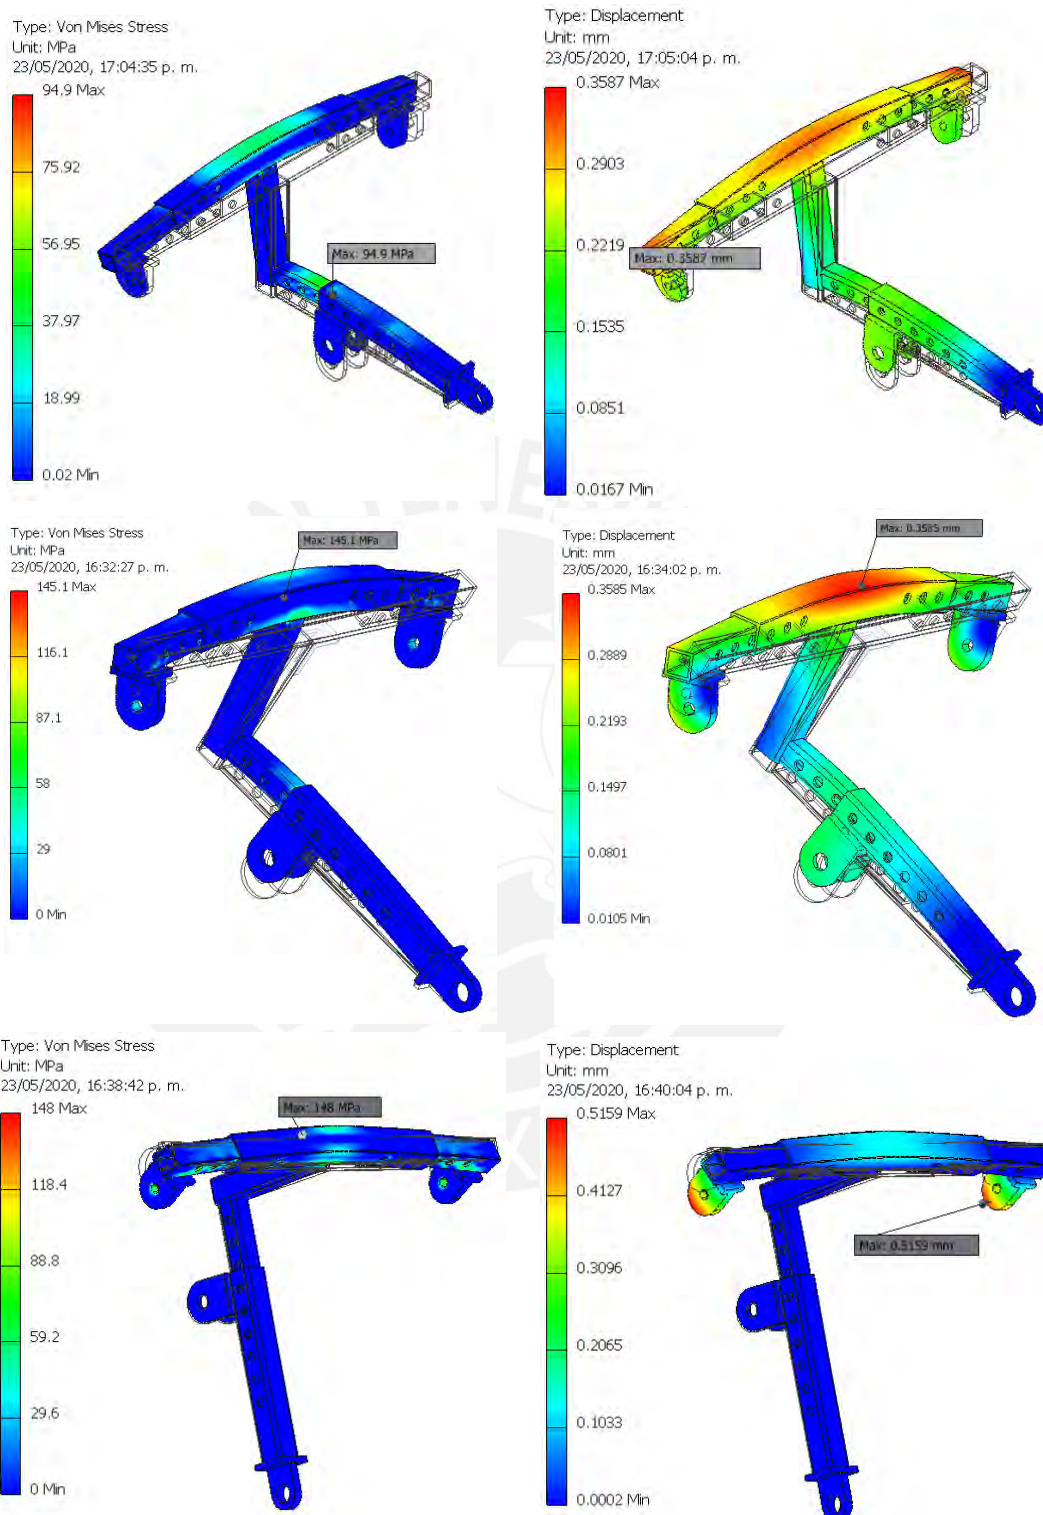 Type: Von Mises Stress
Unit: MPa
23/05/2020, 17:04:35 p. m.
94.9 Max
75.92
56.95
37.97
18.99
0.02 Min
Max: 94.9 MPa
Type: Displacement
Unit: mm
23/05/2020, 17:05:04 p. m.
0.3587 Max
0.2903
0.2219
0.1535
0.0851
0.0167 Min
Max: 0.3587 mm
Type: Von Mises Stress
Unit: MPa
23/05/2020, 16:32:27 p. m.
145.1 Max
116.1
87.1
58
29
0 Min
Max: 145.1 MPa
Type: Displacement
Unit: mm
23/05/2020, 16:34:02 p. m.
0.3585 Max
0.2889
0.2193
0.1497
0.0801
0.0105 Min
Max: 0.3585 mm
Type: Von Mises Stress
Unit: MPa
23/05/2020, 16:38:42 p. m.
148 Max
118.4
88.8
59.2
29.6
0 Min
Max: 148 MPa
Type: Displacement
Unit: mm
23/05/2020, 16:40:04 p. m.
0.5159 Max
0.4127
0.3096
0.2065
0.1033
0.0002 Min
Max: 0.5159 mm